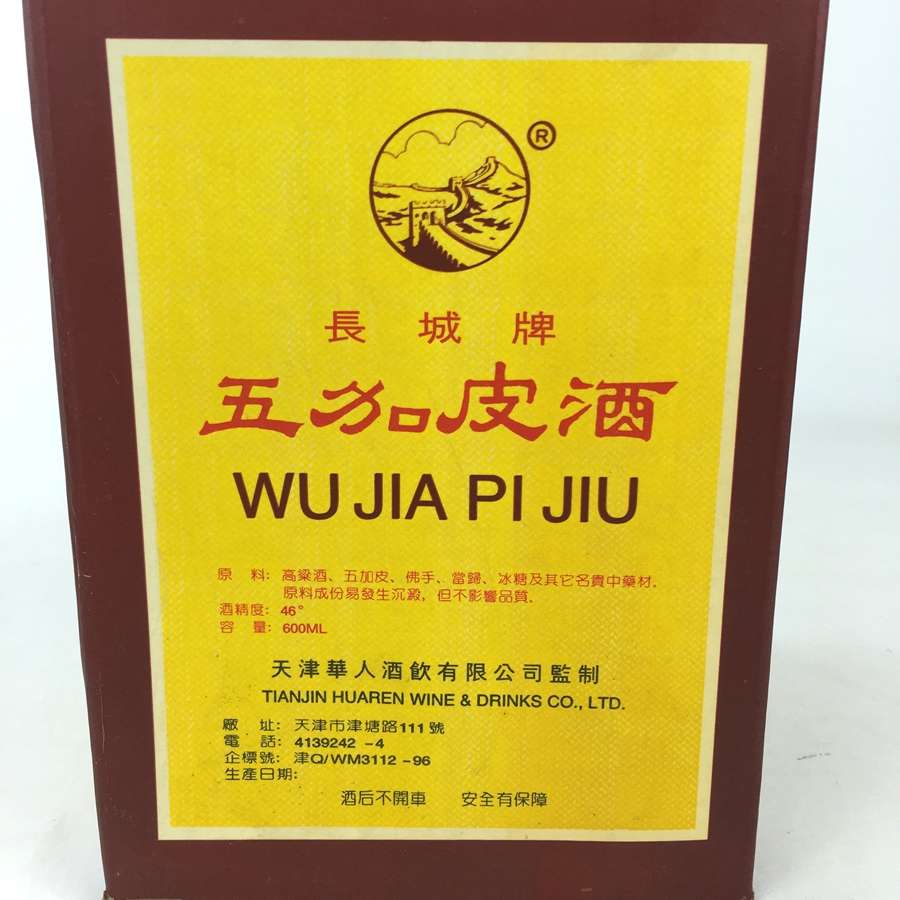 ®
長城牌
五加皮酒
WU JIA PI JIU
原 料: 高粱酒、五加皮、佛手、當歸、冰糖及其它名貴中藥材.
原料成份易發生沉澱, 但不影響品質.
酒精度: 46°
容 量: 600ML
天津華人酒飲有限公司監制
TIANJIN HUAREN WINE & DRINKS CO., LTD.
廠 址: 天津市津塘路111號
電 話: 4139242 -4
企標號: 津Q/WM3112 -96
生產日期:
酒后不開車 安全有保障